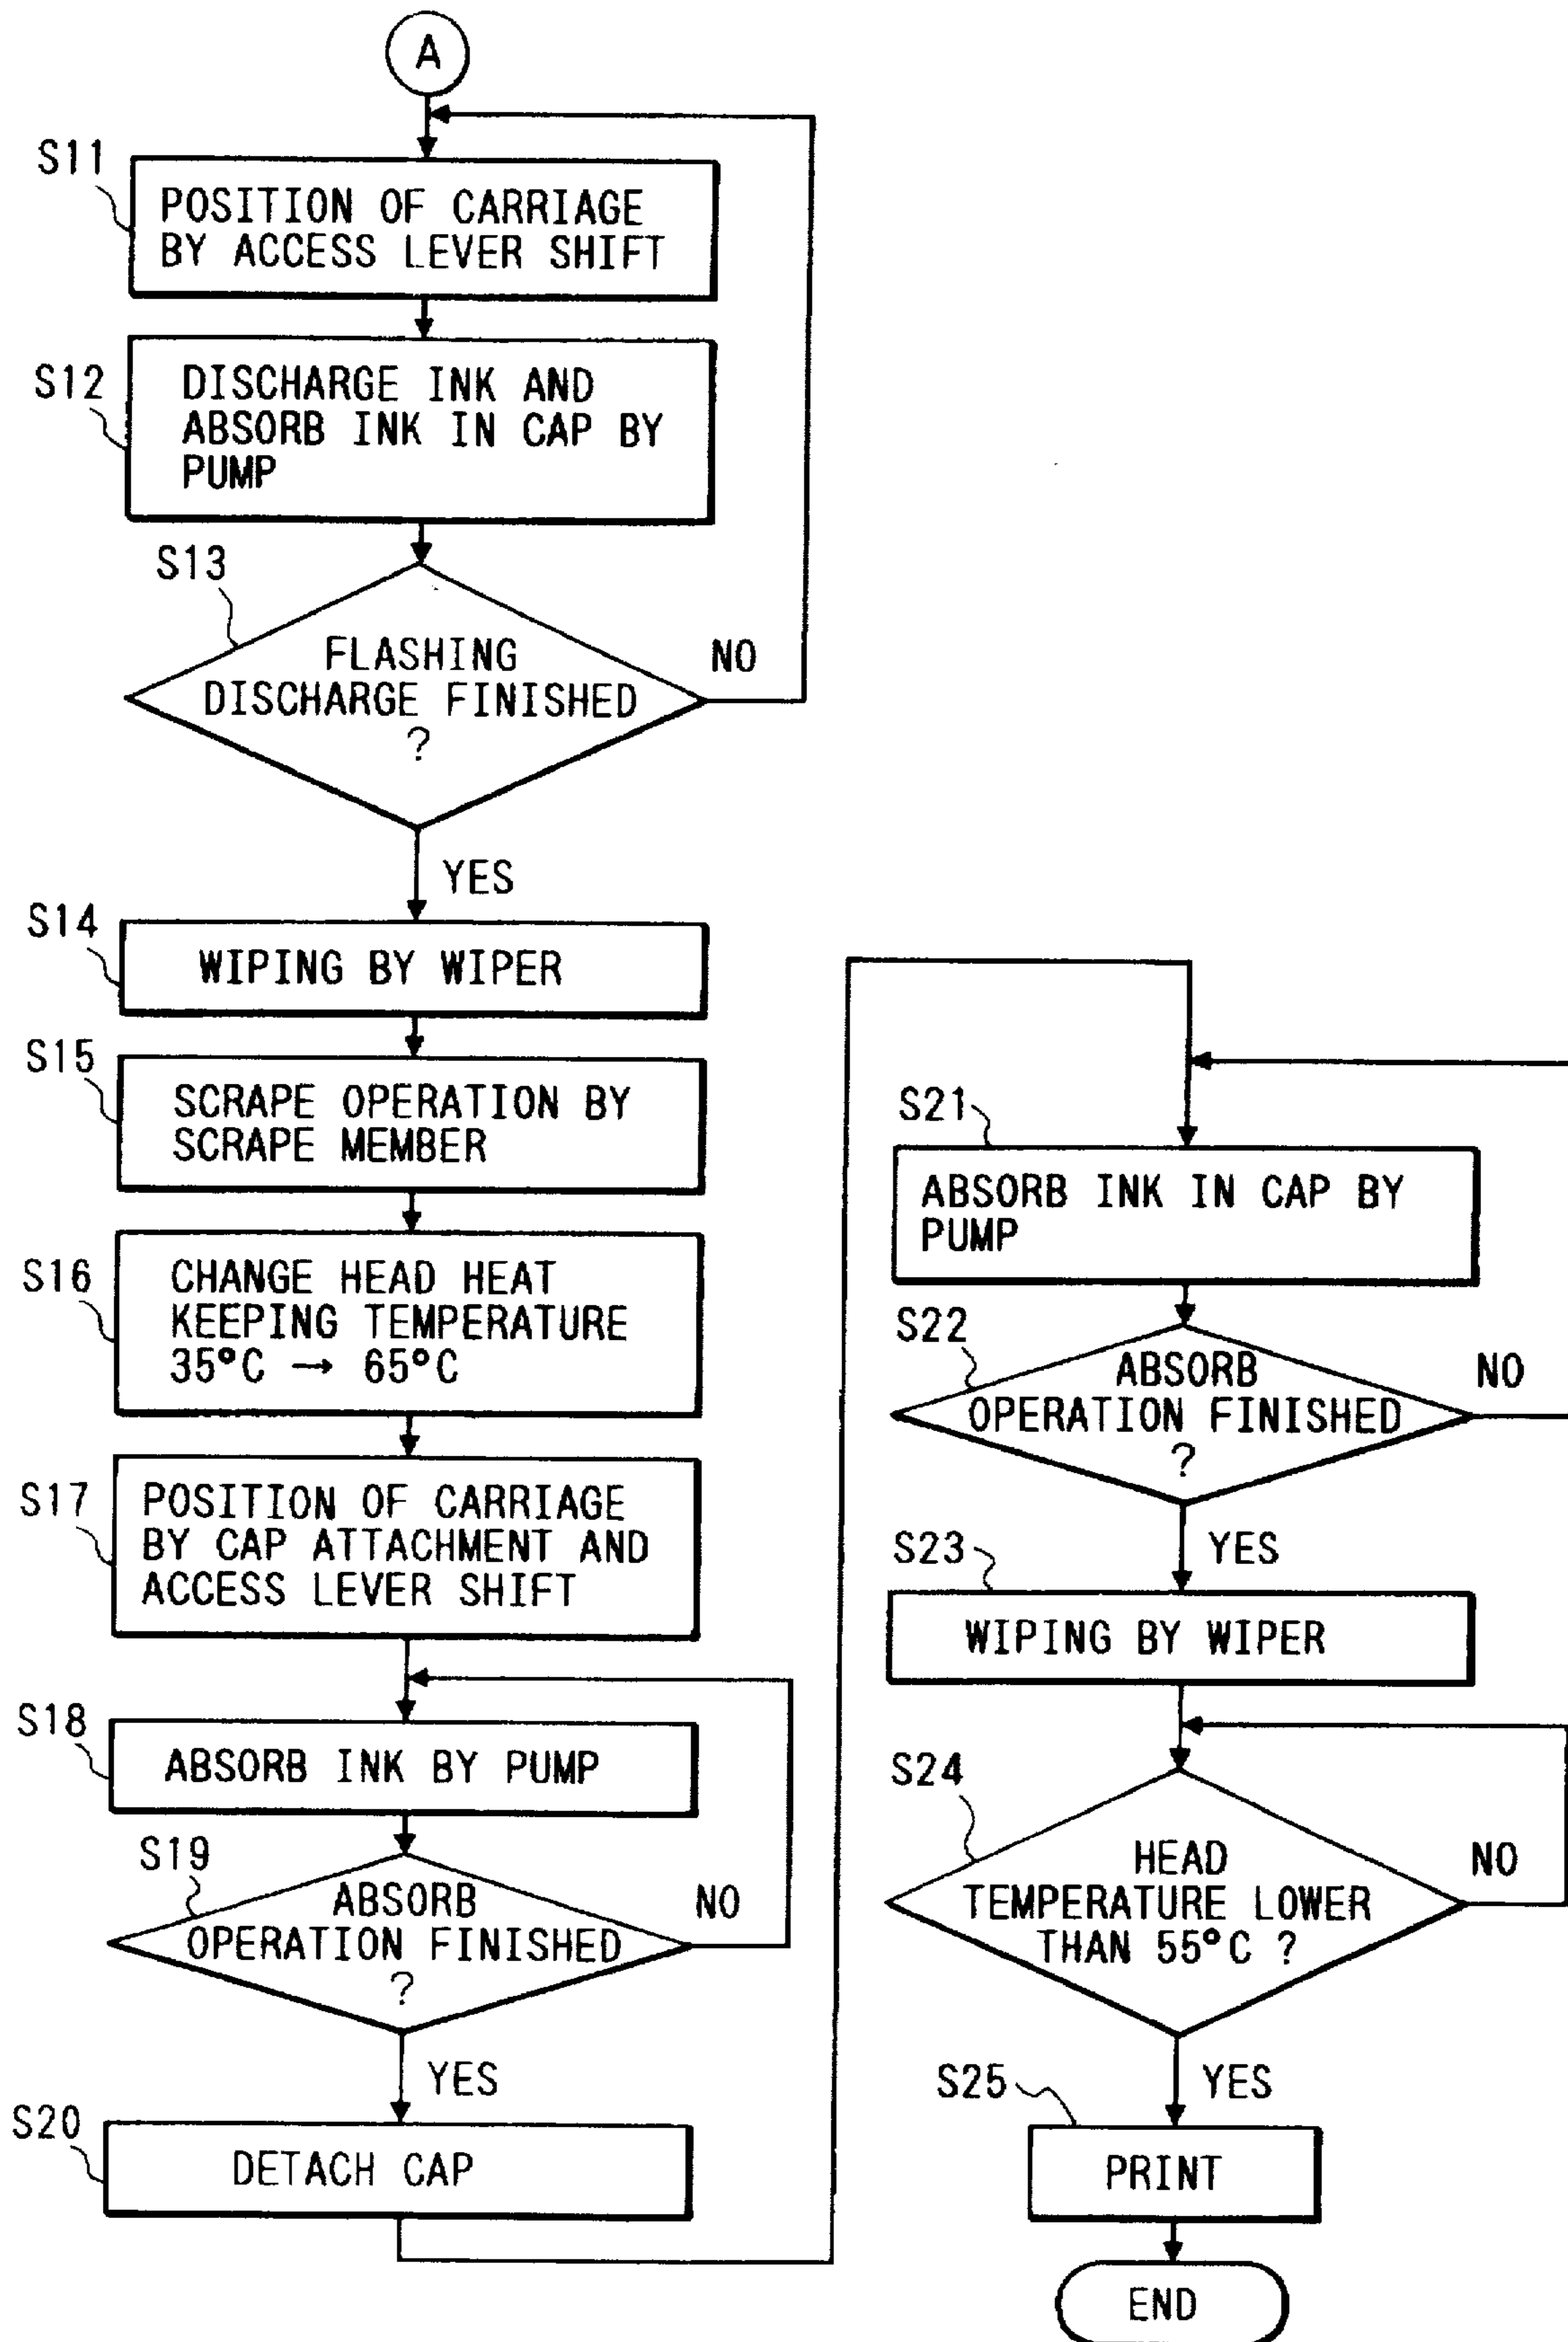 A
S11
POSITION OF CARRIAGE
BY ACCESS LEVER SHIFT
S12
DISCHARGE INK AND
ABSORB INK IN CAP BY
PUMP
S13
FLASHING
DISCHARGE FINISHED
?
NO
YES
S14
WIPING BY WIPER
S15
SCRAPE OPERATION BY
SCRAPE MEMBER
S16
CHANGE HEAD HEAT
KEEPING TEMPERATURE
35°C → 65°C
S17
POSITION OF CARRIAGE
BY CAP ATTACHMENT AND
ACCESS LEVER SHIFT
S18
ABSORB INK BY PUMP
S19
ABSORB
OPERATION FINISHED
?
NO
YES
S20
DETACH CAP
S21
ABSORB INK IN CAP BY
PUMP
S22
ABSORB
OPERATION FINISHED
?
NO
YES
S23
WIPING BY WIPER
S24
HEAD
TEMPERATURE LOWER
THAN 55°C ?
NO
YES
S25
PRINT
END